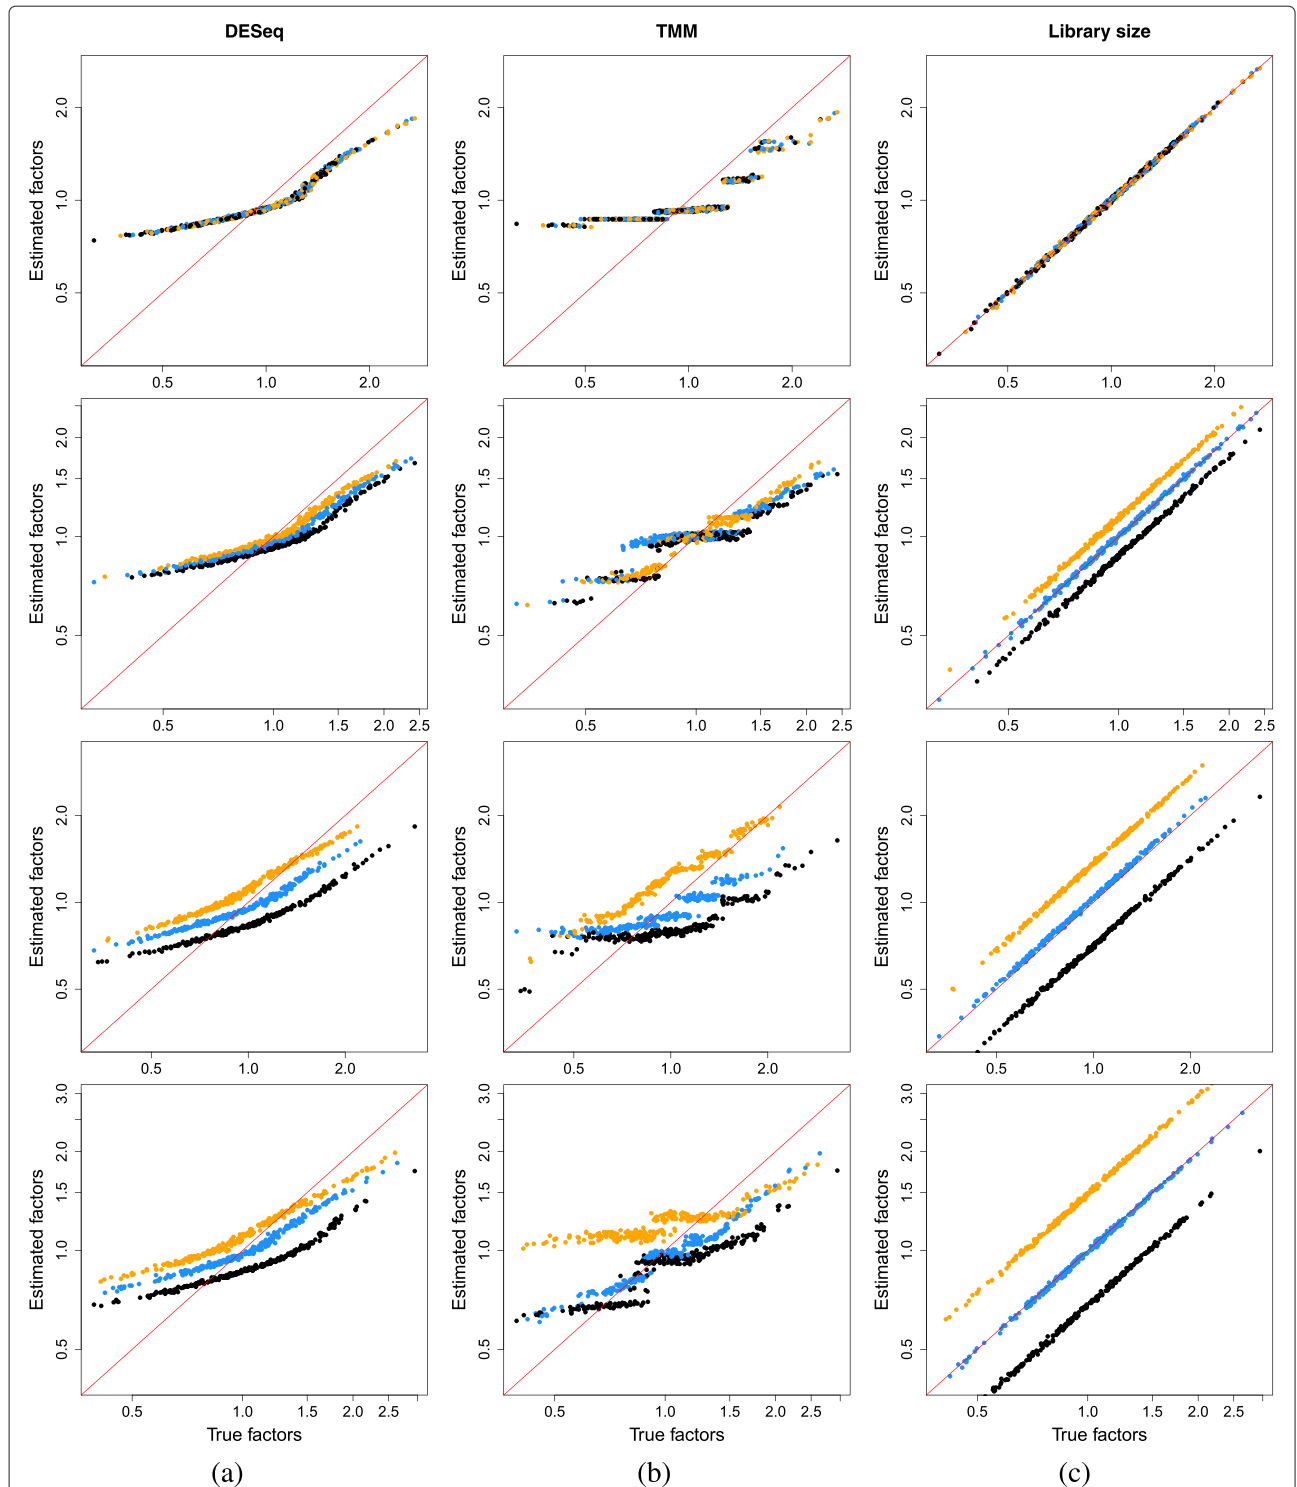 DESeq TMM Library size
Estimated factors Estimated factors Estimated factors
0.5 1.0 2.0 0.5 1.0 2.0 0.5 1.0 2.0
0.5 1.0 2.0 0.5 1.0 2.0 0.5 1.0 2.0
Estimated factors Estimated factors Estimated factors
0.5 1.0 1.5 2.0 0.5 1.0 1.5 2.0 0.5 1.0 1.5 2.0
0.5 1.0 1.5 2.0 2.5 0.5 1.0 1.5 2.0 2.5 0.5 1.0 1.5 2.0 2.5
Estimated factors Estimated factors Estimated factors
0.5 1.0 2.0 0.5 1.0 2.0 0.5 1.0 2.0
0.5 1.0 2.0 0.5 1.0 2.0 0.5 1.0 2.0
Estimated factors Estimated factors Estimated factors
0.5 1.0 1.5 2.0 3.0 0.5 1.0 1.5 2.0 3.0 0.5 1.0 1.5 2.0 3.0
0.5 1.0 1.5 2.0 2.5 0.5 1.0 1.5 2.0 2.5 0.5 1.0 1.5 2.0 2.5
True factors True factors True factors
(a) (b) (c)